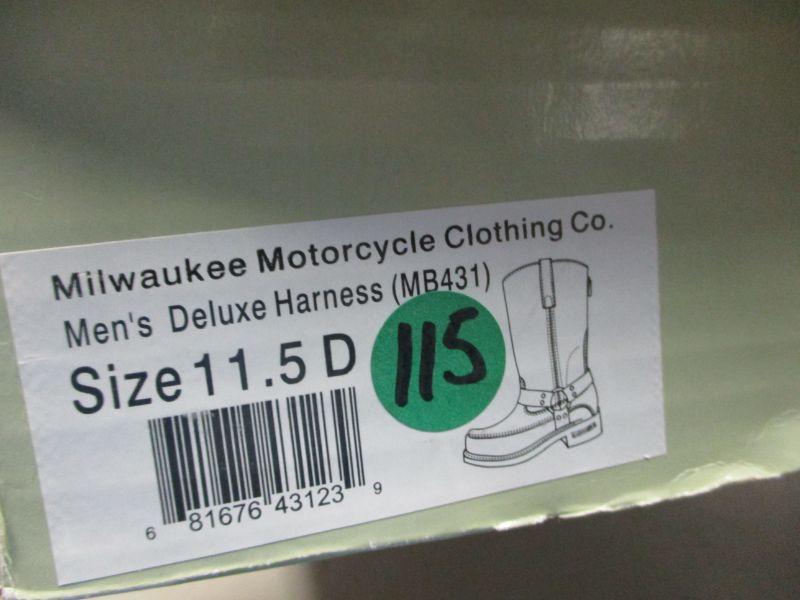 Milwaukee Motorcycle Clothing Co.
Men's Deluxe Harness (MB431)
Size 11.5 D
115
6 81676 43123 9